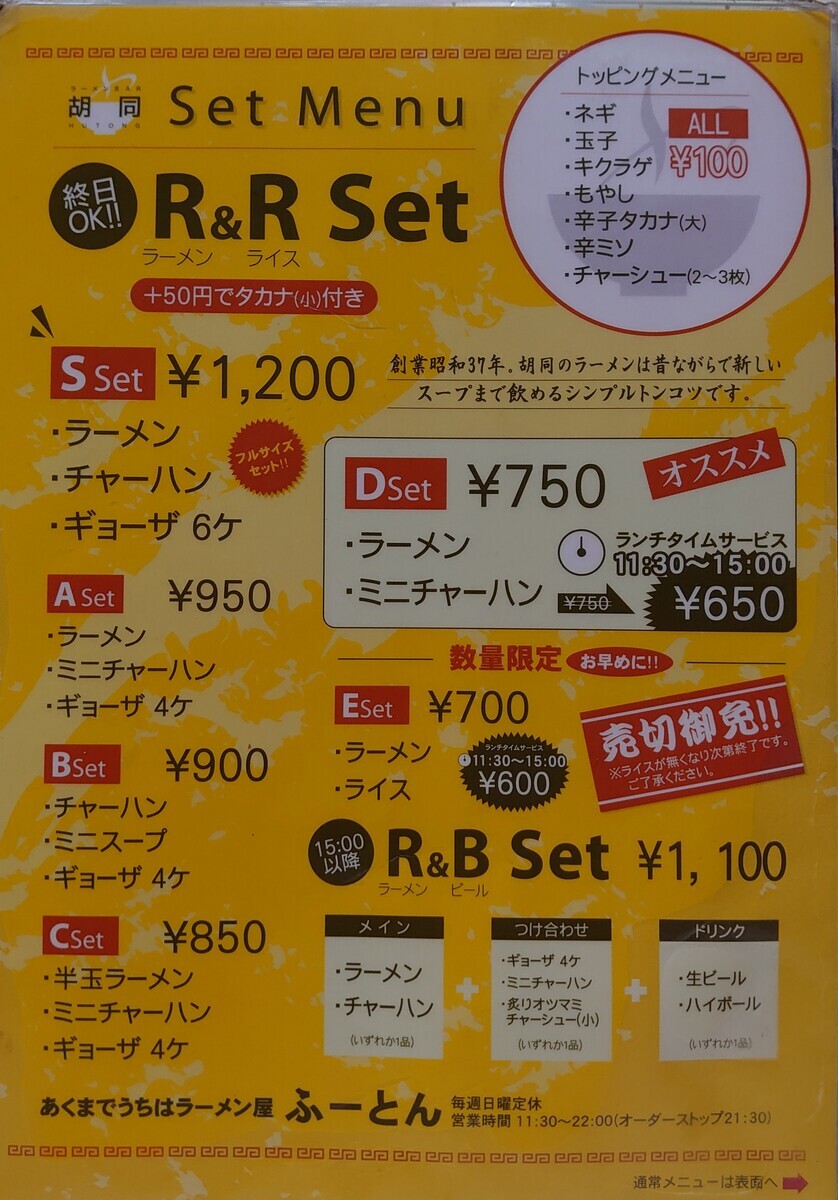 ラーメンBAR
胡同
HUTONG
Set Menu
トッピングメニュー
・ネギ
・玉子
・キクラゲ
・もやし
・辛子タカナ(大)
・辛ミソ
・チャーシュー(2〜3枚)
ALL
¥100
終日
OK!!
R&R Set
ラーメン ライス
+50円でタカナ(小)付き
S Set ¥1,200
・ラーメン
・チャーハン
・ギョーザ 6ケ
フルサイズ
セット!!
創業昭和37年。胡同のラーメンは昔ながらで新しい
スープまで飲めるシンプルトンコツです。
D Set ¥750
オススメ
・ラーメン
・ミニチャーハン
ランチタイムサービス
11:30〜15:00
¥750
¥650
A Set ¥950
・ラーメン
・ミニチャーハン
・ギョーザ 4ケ
数量限定 お早めに!!
E Set ¥700
・ラーメン
・ライス
ランチタイムサービス
11:30〜15:00
¥600
売切御免!!
※ライスが無くなり次第終了です。
ご了承ください。
B Set ¥900
・チャーハン
・ミニスープ
・ギョーザ 4ケ
15:00
以降
R&B Set ¥1,100
ラーメン ビール
C Set ¥850
・半玉ラーメン
・ミニチャーハン
・ギョーザ 4ケ
メイン
・ラーメン
・チャーハン
(いずれか1品)
+
つけ合わせ
・ギョーザ 4ケ
・ミニチャーハン
・炙りオツマミ
チャーシュー(小)
(いずれか1品)
+
ドリンク
・生ビール
・ハイボール
(いずれか1品)
あくまでうちはラーメン屋 ふーとん
毎週日曜定休
営業時間 11:30〜22:00(オーダーストップ21:30)
通常メニューは表面へ